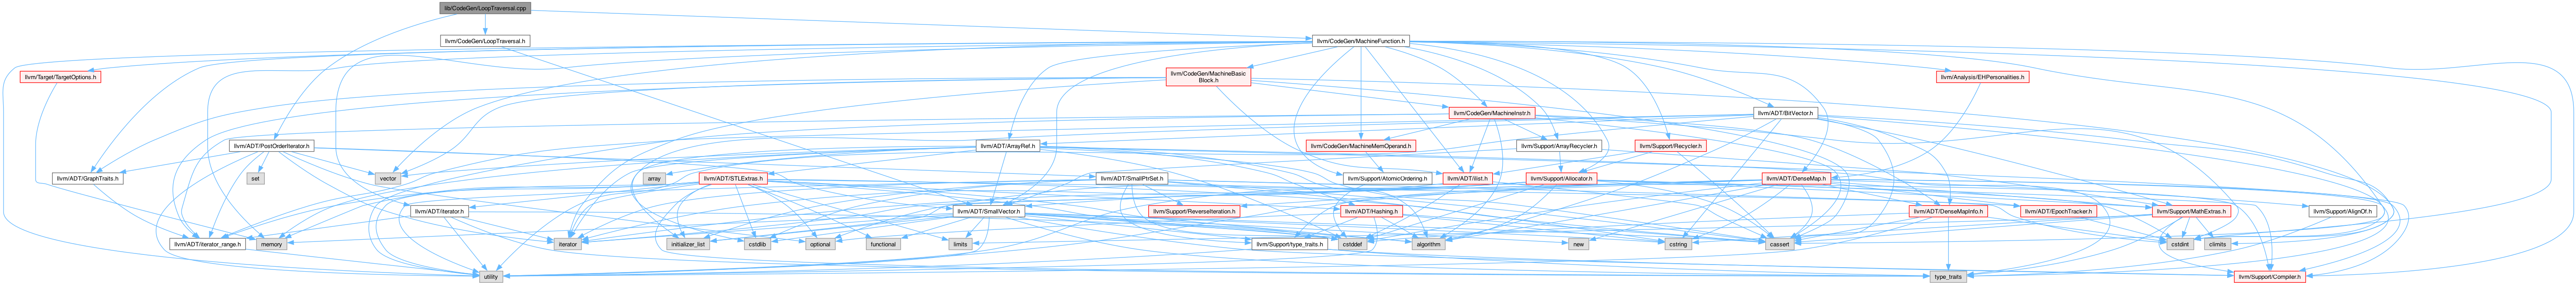 lib/CodeGen/LoopTraversal.cpp
llvm/CodeGen/LoopTraversal.h
llvm/CodeGen/MachineFunction.h
llvm/Target/TargetOptions.h
llvm/CodeGen/MachineBasic
Block.h
llvm/Analysis/EHPersonalities.h
llvm/CodeGen/MachineInstr.h
llvm/ADT/BitVector.h
llvm/ADT/PostOrderIterator.h
llvm/ADT/ArrayRef.h
llvm/CodeGen/MachineMemOperand.h
llvm/Support/ArrayRecycler.h
llvm/Support/Recycler.h
llvm/ADT/GraphTraits.h
set
vector
array
llvm/ADT/STLExtras.h
llvm/ADT/SmallPtrSet.h
llvm/Support/AtomicOrdering.h
llvm/ADT/ilist.h
llvm/Support/Allocator.h
llvm/ADT/DenseMap.h
llvm/ADT/iterator.h
llvm/ADT/SmallVector.h
llvm/Support/ReverseIteration.h
llvm/ADT/Hashing.h
llvm/ADT/DenseMapInfo.h
llvm/ADT/EpochTracker.h
llvm/Support/MathExtras.h
llvm/Support/AlignOf.h
llvm/ADT/iterator_range.h
memory
iterator
initializer_list
cstdlib
optional
functional
limits
llvm/Support/type_traits.h
cstddef
algorithm
new
cstring
cassert
cstdint
climits
utility
type_traits
llvm/Support/Compiler.h